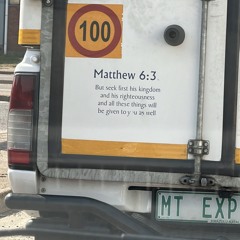 100
Matthew 6:3
But seek first his kingdom
and his righteousness
and all these things will
be given to y u as well
MT EXP